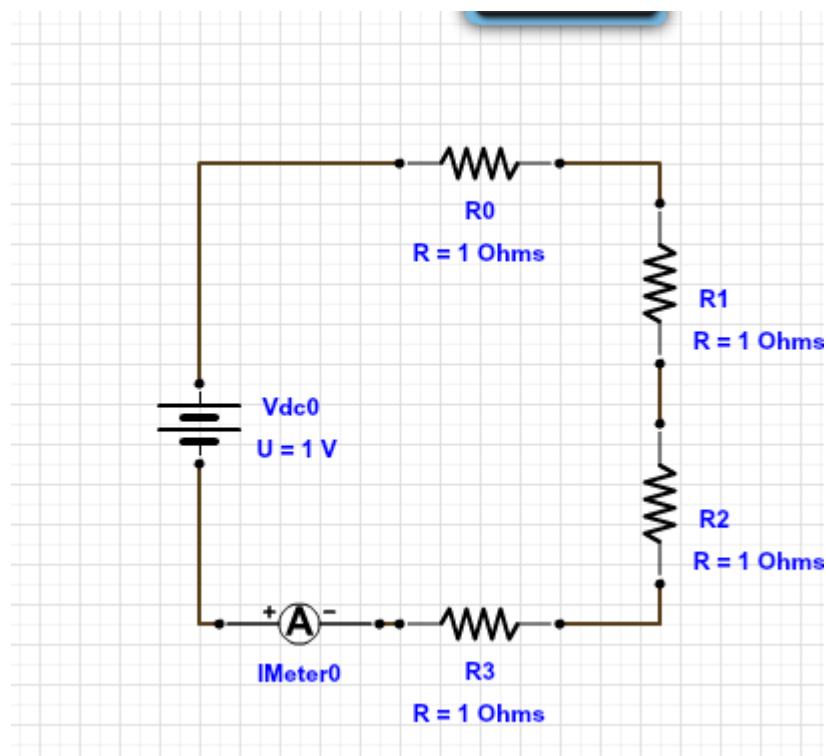 R0
R = 1 Ohms
R1
R = 1 Ohms
Vdc0
U = 1 V
R2
R = 1 Ohms
+ A −
IMeter0
R3
R = 1 Ohms